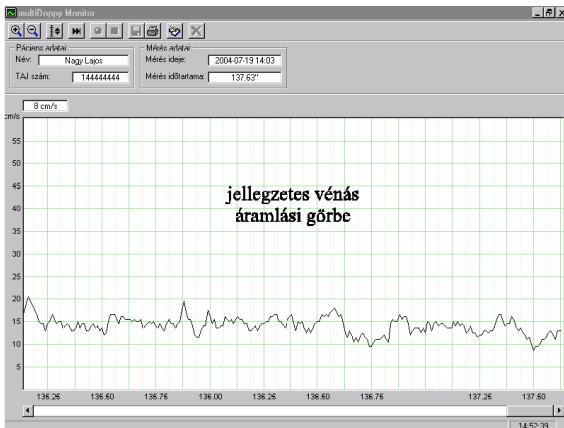 multiDoppy Monitor
Páciens adatai
Név: Nagy Lajos
TAJ szám: 144444444
Mérés adatai
Mérés ideje: 2004-07-19 14:03
Mérés időtartama: 137.63"
8 cm/s
cm/s
55
50
45
40
35
30
25
20
15
10
5
jellegzetes vénás
áramlási görbe
136.25 136.50 136.75 136.00 136.25 136.50 136.75 137.25 137.50
14:52:39